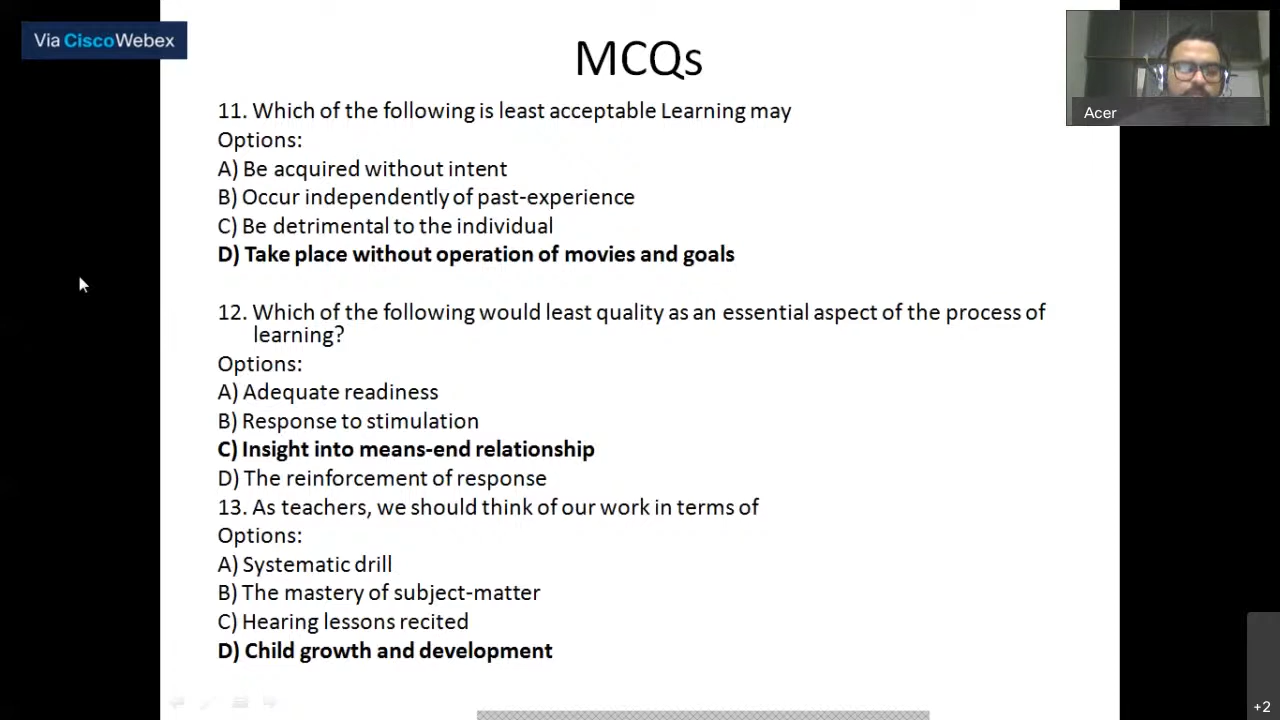 Via CiscoWebex
MCQs
Acer
11. Which of the following is least acceptable Learning may
Options:
A) Be acquired without intent
B) Occur independently of past-experience
C) Be detrimental to the individual
D) Take place without operation of movies and goals
12. Which of the following would least quality as an essential aspect of the process of
learning?
Options:
A) Adequate readiness
B) Response to stimulation
C) Insight into means-end relationship
D) The reinforcement of response
13. As teachers, we should think of our work in terms of
Options:
A) Systematic drill
B) The mastery of subject-matter
C) Hearing lessons recited
D) Child growth and development
+2